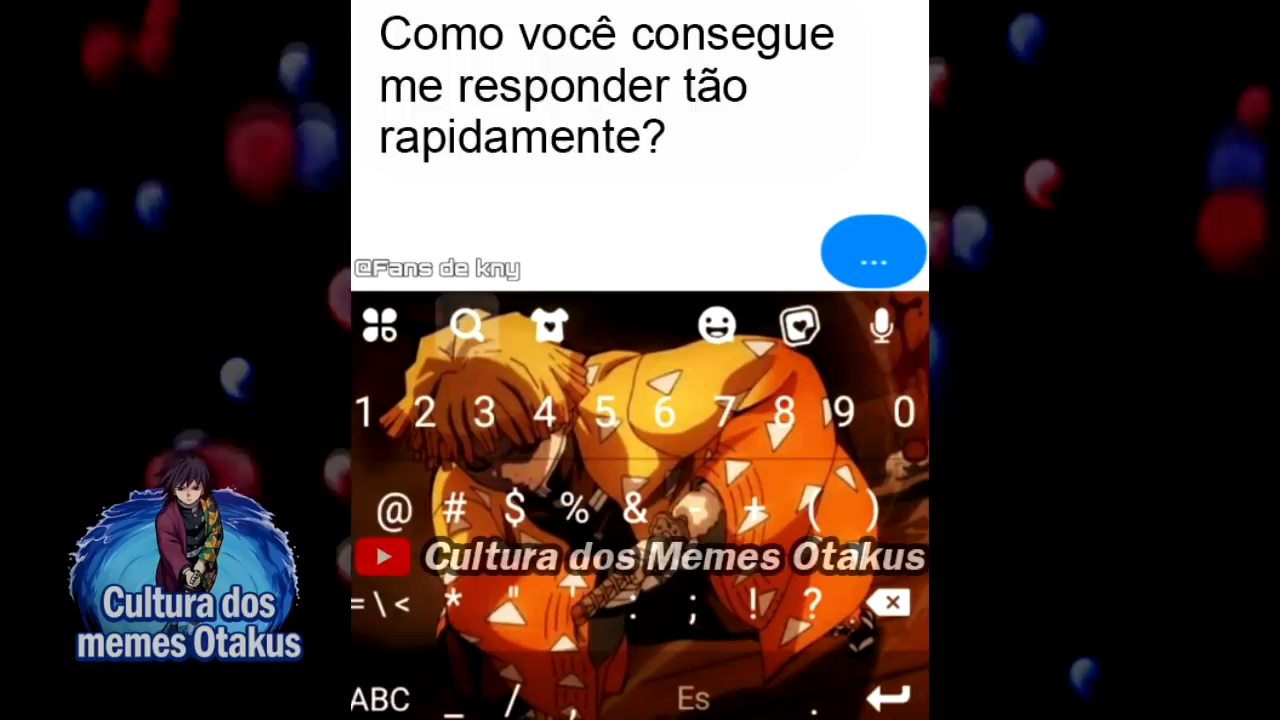 Como você consegue
me responder tão
rapidamente?
...
@Fans de kny
1 2 3 4 5 6 7 8 9 0
@ # $ % & - + ( )
Cultura dos Memes Otakus
= \ < * " ' : ; ! ?
Cultura dos
memes Otakus
ABC _ / , Es .